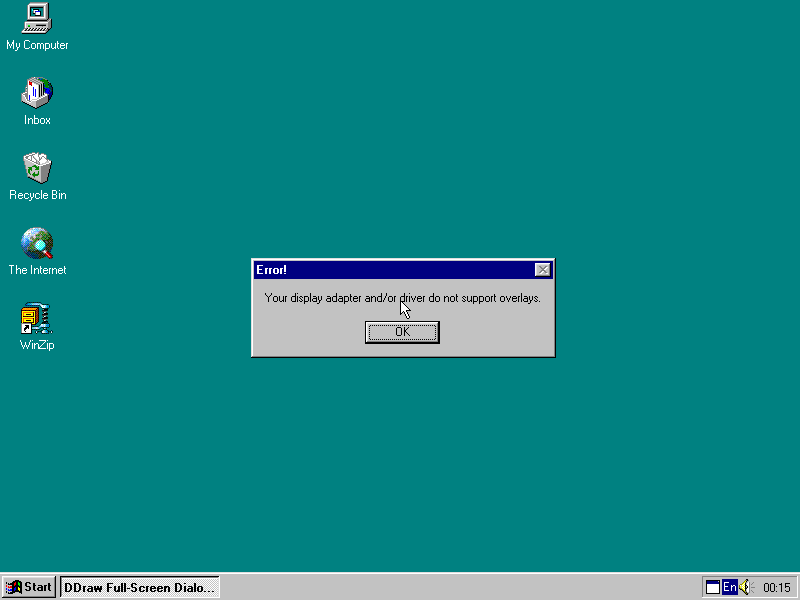 My Computer
Inbox
Recycle Bin
The Internet
WinZip
Error!
Your display adapter and/or driver do not support overlays.
OK
Start
DDraw Full-Screen Dialo...
En
00:15